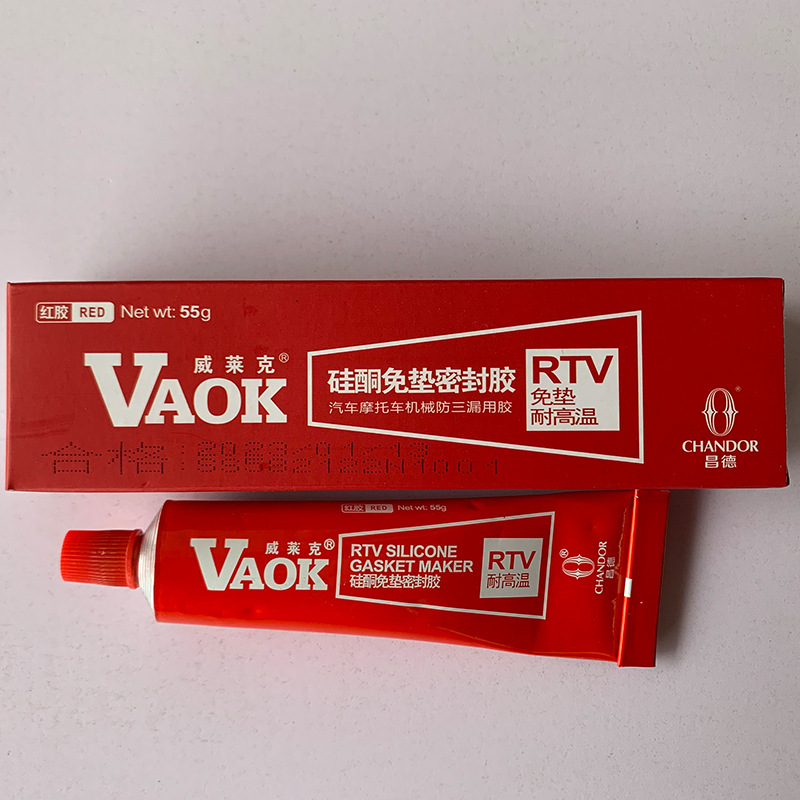 红胶 RED Net wt: 55g
威莱克®
VAOK
硅酮免垫密封胶
汽车摩托车机械防三漏用胶
RTV
免垫
耐高温
®
CHANDOR
昌德
合格:
红胶 RED Net wt: 55g
威莱克®
VAOK
RTV SILICONE
GASKET MAKER
硅酮免垫密封胶
RTV
耐高温
®
CHANDOR
昌德